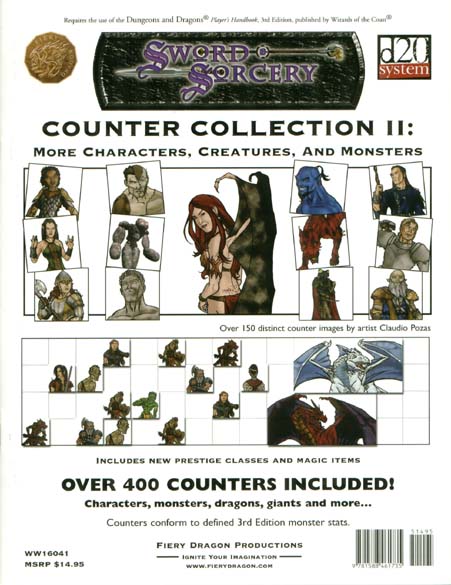 Requires the use of the Dungeons and Dragons® Player's Handbook, 3rd Edition, published by Wizards of the Coast®
SWORD & SORCERY
d20
system
COUNTER COLLECTION II:
MORE CHARACTERS, CREATURES, AND MONSTERS
Over 150 distinct counter images by artist Claudio Pozas
INCLUDES NEW PRESTIGE CLASSES AND MAGIC ITEMS
OVER 400 COUNTERS INCLUDED!
Characters, monsters, dragons, giants and more...
Counters conform to defined 3rd Edition monster stats.
WW16041
MSRP $14.95
FIERY DRAGON PRODUCTIONS
IGNITE YOUR IMAGINATION
WWW.FIERYDRAGON.COM
51495
9 781588 461735